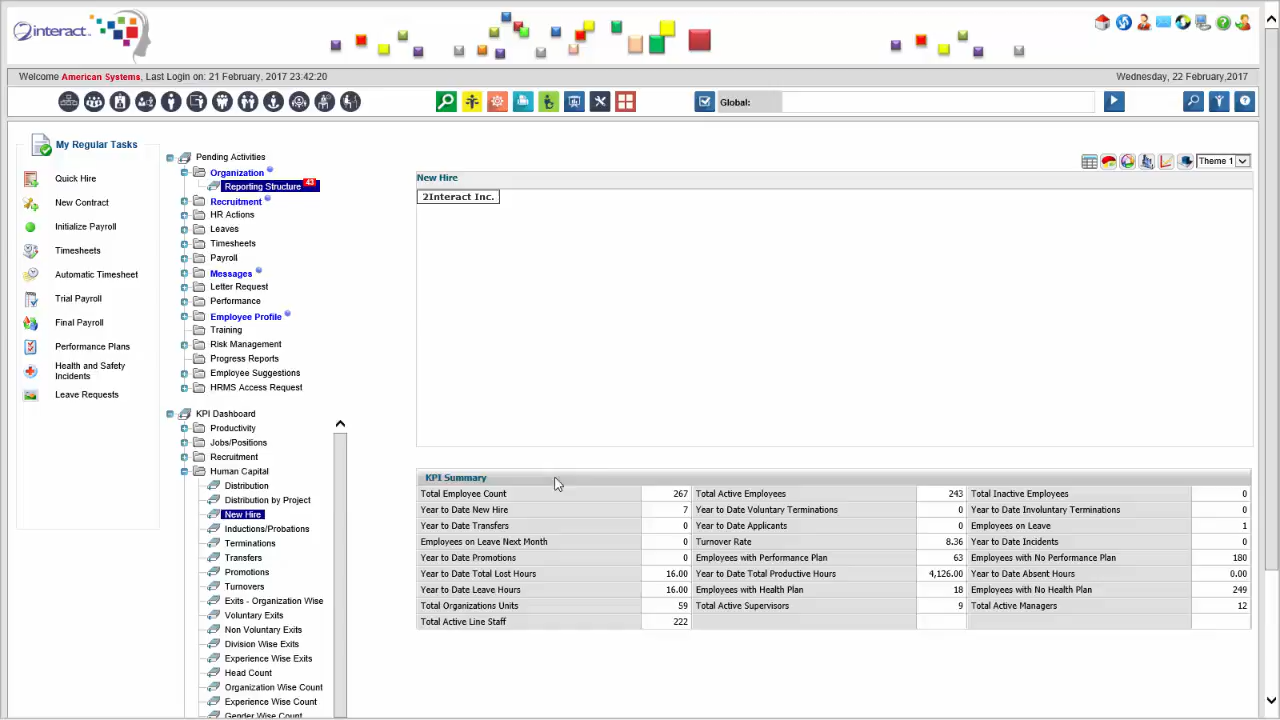 2interact
Welcome American Systems, Last Login on: 21 February, 2017 23:42:20
Wednesday, 22 February,2017
Global:
My Regular Tasks
Quick Hire
New Contract
Initialize Payroll
Timesheets
Automatic Timesheet
Trial Payroll
Final Payroll
Performance Plans
Health and Safety
Incidents
Leave Requests
Pending Activities
Organization
Reporting Structure 43
Recruitment
HR Actions
Leaves
Timesheets
Payroll
Messages
Letter Request
Performance
Employee Profile
Training
Risk Management
Progress Reports
Employee Suggestions
HRMS Access Request
KPI Dashboard
Productivity
Jobs/Positions
Recruitment
Human Capital
Distribution
Distribution by Project
New Hire
Inductions/Probations
Terminations
Transfers
Promotions
Turnovers
Exits - Organization Wise
Voluntary Exits
Non Voluntary Exits
Division Wise Exits
Experience Wise Exits
Head Count
Organization Wise Count
Experience Wise Count
Gender Wise Count
Theme 1
New Hire
2Interact Inc.
KPI Summary
Total Employee Count 267 Total Active Employees 243 Total Inactive Employees 0
Year to Date New Hire 7 Year to Date Voluntary Terminations 0 Year to Date Involuntary Terminations 0
Year to Date Transfers 0 Year to Date Applicants 0 Employees on Leave 1
Employees on Leave Next Month 0 Turnover Rate 8.36 Year to Date Incidents 0
Year to Date Promotions 0 Employees with Performance Plan 63 Employees with No Performance Plan 180
Year to Date Total Lost Hours 16.00 Year to Date Total Productive Hours 4,126.00 Year to Date Absent Hours 0.00
Year to Date Leave Hours 16.00 Employees with Health Plan 18 Employees with No Health Plan 249
Total Organizations Units 59 Total Active Supervisors 9 Total Active Managers 12
Total Active Line Staff 222